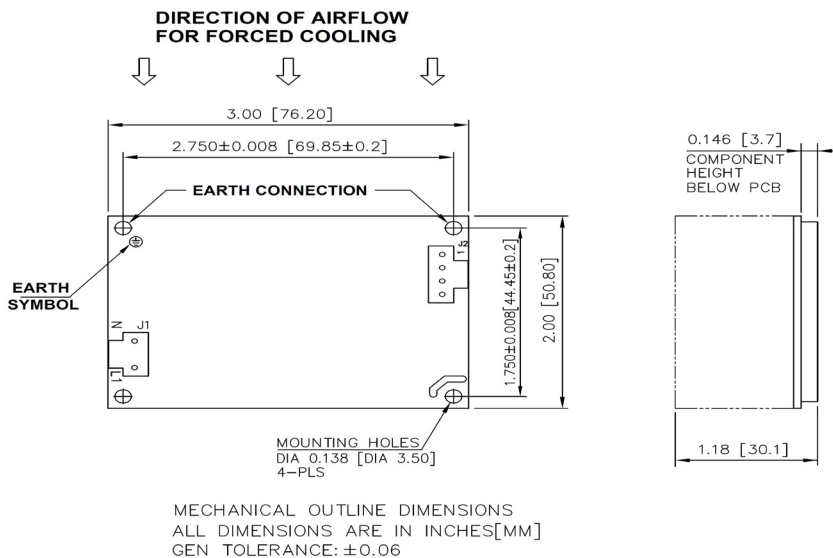 DIRECTION OF AIRFLOW
FOR FORCED COOLING
3.00 [76.20]
2.750±0.008 [69.85±0.2]
EARTH CONNECTION
0.146 [3.7]
COMPONENT
HEIGHT
BELOW PCB
J2
1
EARTH
SYMBOL
N
J1
L1
1.750±0.008[44.45±0.2]
2.00 [50.80]
MOUNTING HOLES
DIA 0.138 [DIA 3.50]
4-PLS
1.18 [30.1]
MECHANICAL OUTLINE DIMENSIONS
ALL DIMENSIONS ARE IN INCHES[MM]
GEN TOLERANCE: ±0.06